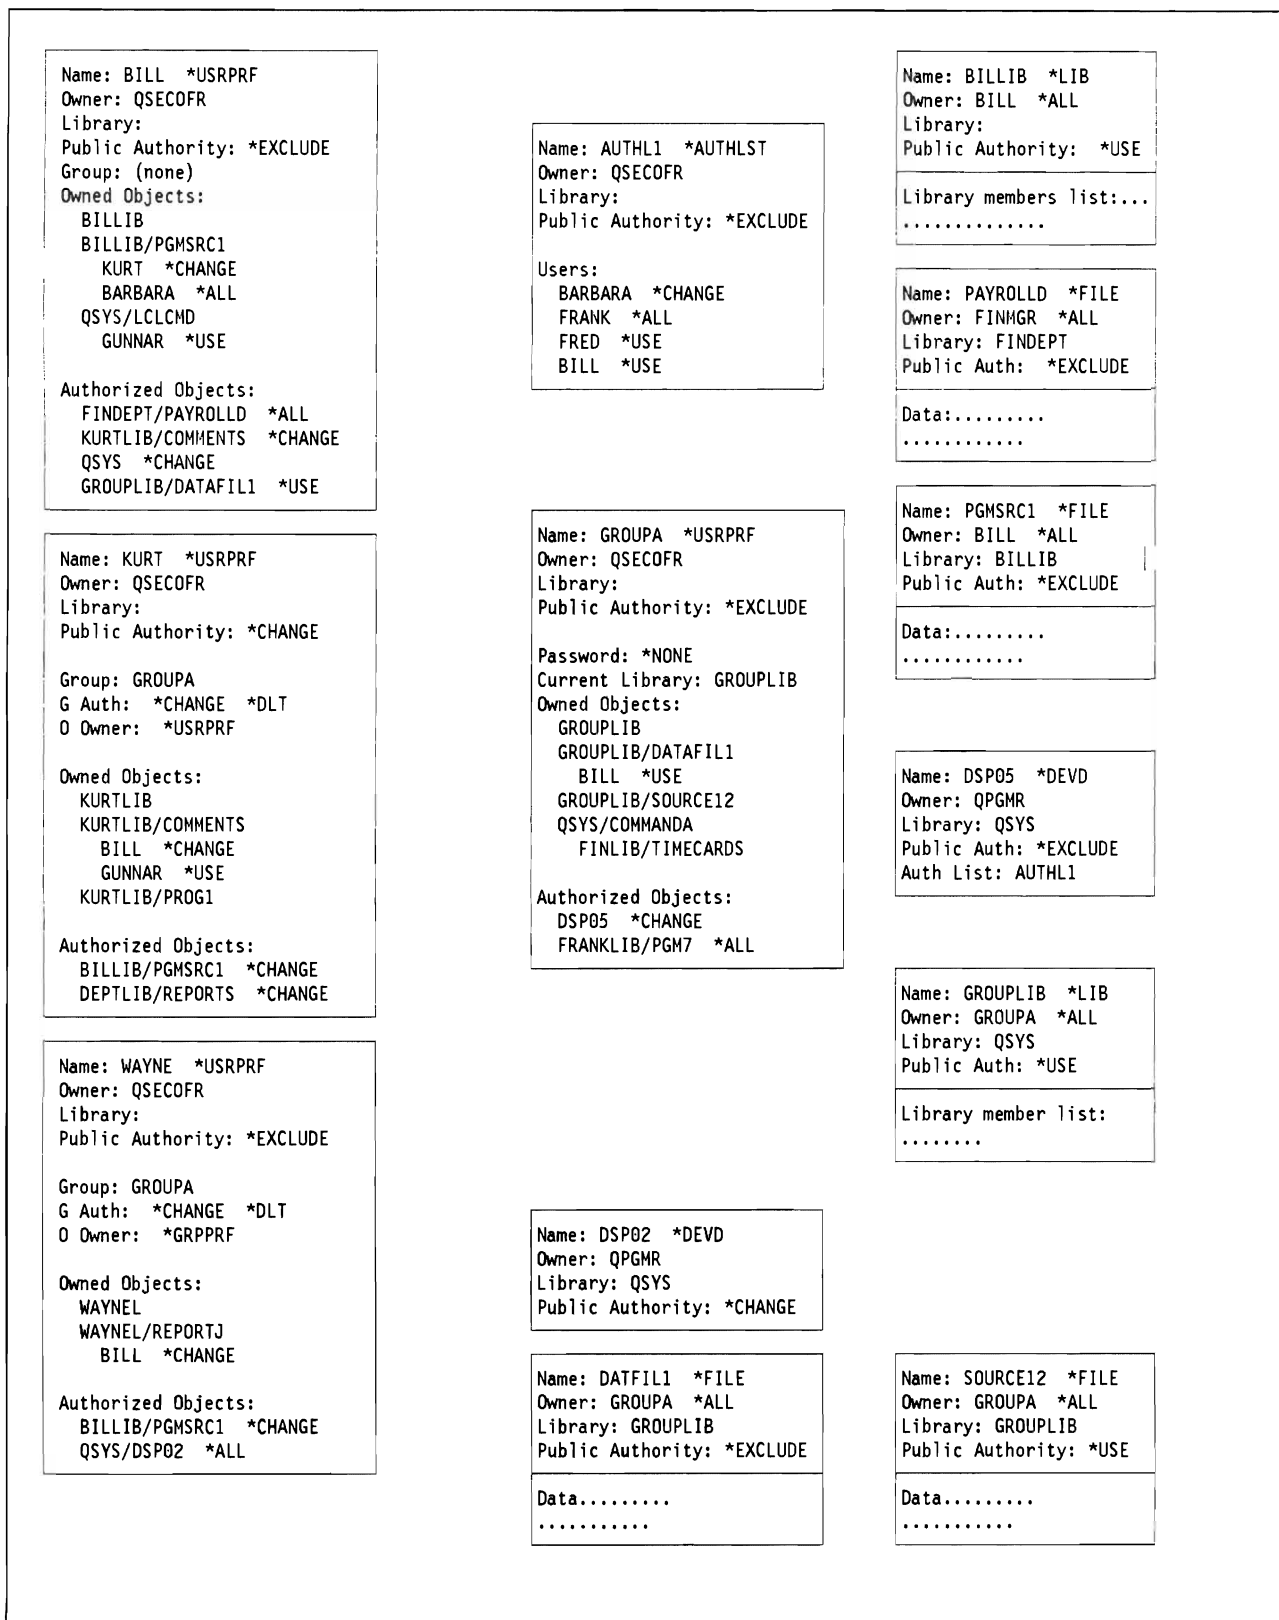 Name: BILL *USRPRF
Owner: QSECOFR
Library:
Public Authority: *EXCLUDE
Group: (none)
Owned Objects:
BILLIB
BILLIB/PGMSRC1
KURT *CHANGE
BARBARA *ALL
QSYS/LCLCMD
GUNNAR *USE
Authorized Objects:
FINDEPT/PAYROLLD *ALL
KURTLIB/COMMENTS *CHANGE
QSYS *CHANGE
GROUPLIB/DATAFIL1 *USE
Name: KURT *USRPRF
Owner: QSECOFR
Library:
Public Authority: *CHANGE
Group: GROUPA
G Auth: *CHANGE *DLT
O Owner: *USRPRF
Owned Objects:
KURTLIB
KURTLIB/COMMENTS
BILL *CHANGE
GUNNAR *USE
KURTLIB/PROG1
Authorized Objects:
BILLIB/PGMSRC1 *CHANGE
DEPTLIB/REPORTS *CHANGE
Name: WAYNE *USRPRF
Owner: QSECOFR
Library:
Public Authority: *EXCLUDE
Group: GROUPA
G Auth: *CHANGE *DLT
O Owner: *GRPPRF
Owned Objects:
WAYNEL
WAYNEL/REPORTJ
BILL *CHANGE
Authorized Objects:
BILLIB/PGMSRC1 *CHANGE
QSYS/DSP02 *ALL
Name: AUTHL1 *AUTHLST
Owner: QSECOFR
Library:
Public Authority: *EXCLUDE
Users:
BARBARA *CHANGE
FRANK *ALL
FRED *USE
BILL *USE
Name: GROUPA *USRPRF
Owner: QSECOFR
Library:
Public Authority: *EXCLUDE
Password: *NONE
Current Library: GROUPLIB
Owned Objects:
GROUPLIB
GROUPLIB/DATAFIL1
BILL *USE
GROUPLIB/SOURCE12
QSYS/COMMANDA
FINLIB/TIMECARDS
Authorized Objects:
DSP05 *CHANGE
FRANKLIB/PGM7 *ALL
Name: DSP02 *DEVD
Owner: QPGMR
Library: QSYS
Public Authority: *CHANGE
Name: DATFIL1 *FILE
Owner: GROUPA *ALL
Library: GROUPLIB
Public Authority: *EXCLUDE
Data.........
...........
Name: BILLIB *LIB
Owner: BILL *ALL
Library:
Public Authority: *USE
Library members list:...
..............
Name: PAYROLLD *FILE
Owner: FINMGR *ALL
Library: FINDEPT
Public Auth: *EXCLUDE
Data:.........
............
Name: PGMSRC1 *FILE
Owner: BILL *ALL
Library: BILLIB
Public Auth: *EXCLUDE
Data:.........
............
Name: DSP05 *DEVD
Owner: QPGMR
Library: QSYS
Public Auth: *EXCLUDE
Auth List: AUTHL1
Name: GROUPLIB *LIB
Owner: GROUPA *ALL
Library: QSYS
Public Auth: *USE
Library member list:
........
Name: SOURCE12 *FILE
Owner: GROUPA *ALL
Library: GROUPLIB
Public Authority: *USE
Data.........
...........